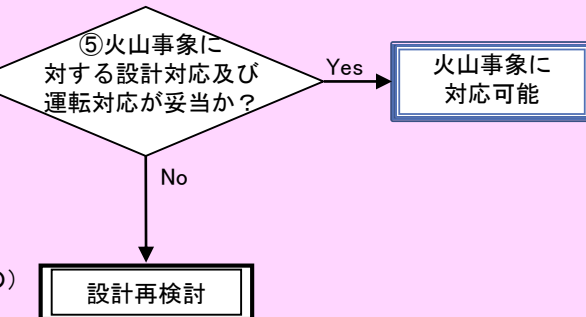 ⑤火山事象に
対する設計対応及び
運転対応が妥当か？
Yes
火山事象に
対応可能
No
設計再検討